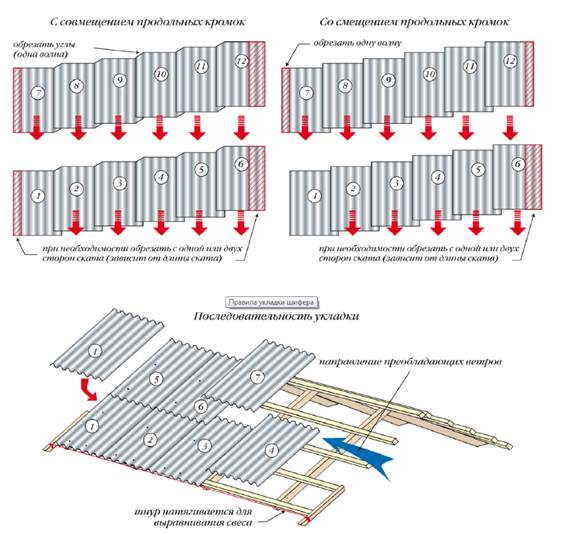 С совмещением продольных кромок
Со смещением продольных кромок
обрезать углы
(одна волна)
обрезать одну волну
7 8 9 10 11 12
7 8 9 10 11 12
1 2 3 4 5 6
1 2 3 4 5 6
при необходимости обрезать с одной или двух
сторон ската (зависит от длины ската)
при необходимости обрезать с одной или двух
сторон ската (зависит от длины ската)
Правила укладки шифера
Последовательность укладки
направление преобладающих ветров
1
5 6 7
1 2 3 4
шнур натягивается для
выравнивания свеса